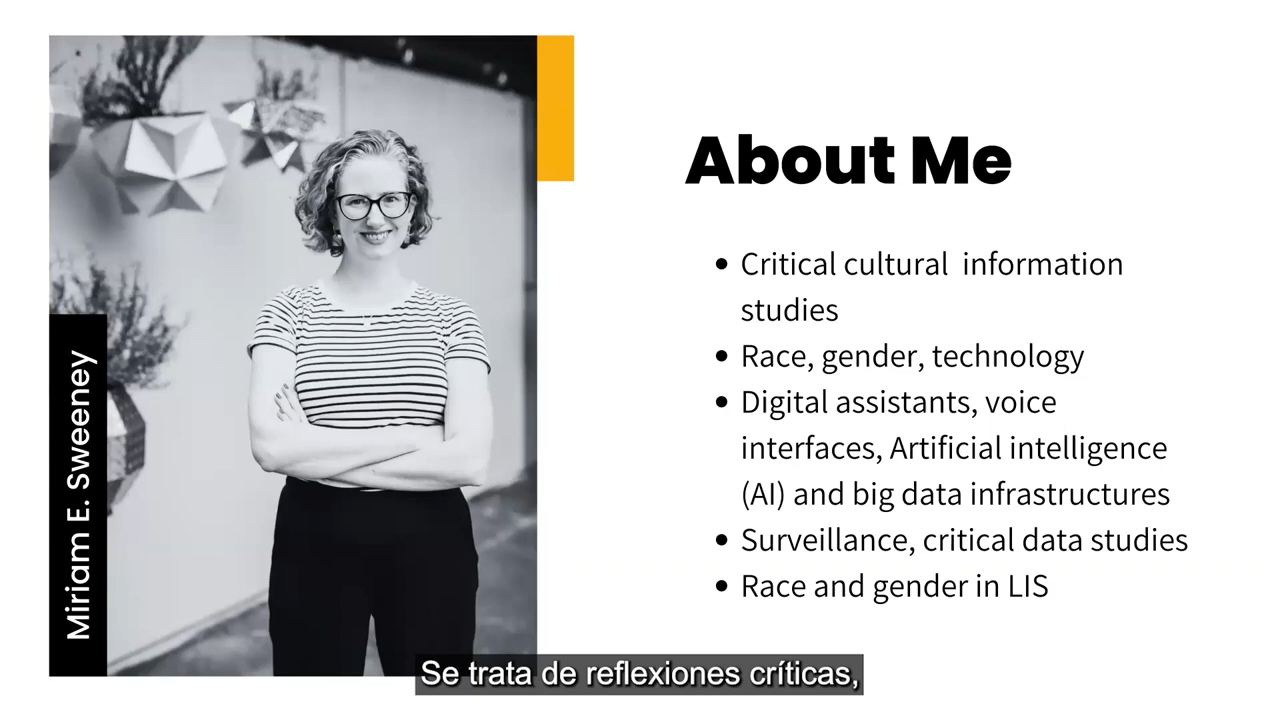 Miriam E. Sweeney
About Me
• Critical cultural information
studies
• Race, gender, technology
• Digital assistants, voice
interfaces, Artificial intelligence
(AI) and big data infrastructures
• Surveillance, critical data studies
• Race and gender in LIS
Se trata de reflexiones críticas,